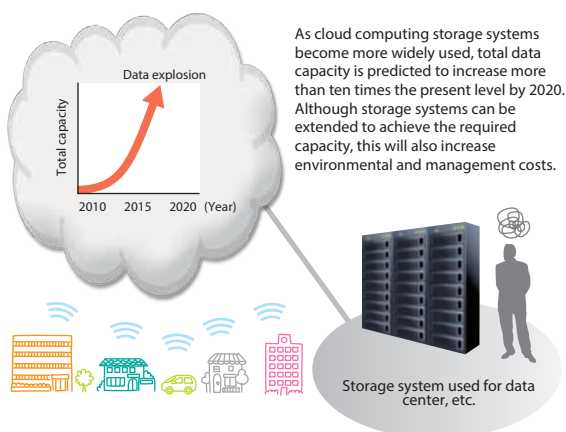 As cloud computing storage systems
become more widely used, total data
capacity is predicted to increase more
than ten times the present level by 2020.
Although storage systems can be
extended to achieve the required
capacity, this will also increase
environmental and management costs.
Data explosion
Total capacity
2010 2015 2020 (Year)
Storage system used for data
center, etc.